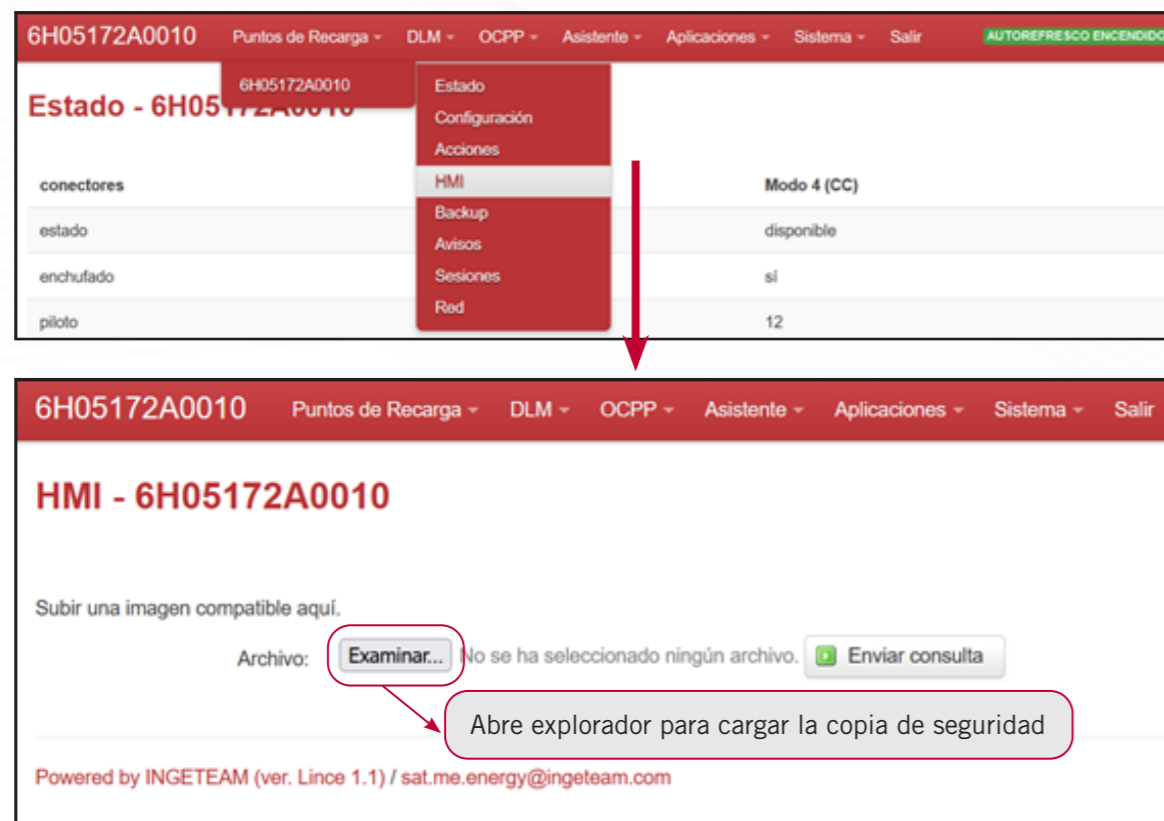 6H05172A0010 Puntos de Recarga DLM OCPP Asistente Aplicaciones Sistema Salir AUTOREFRESCO ENCENDIDO
6H05172A0010
Estado - 6H05172A0010
Estado
Configuración
Acciones
HMI
Backup
Avisos
Sesiones
Red
conectores Modo 4 (CC)
estado disponible
enchufado sí
piloto 12
6H05172A0010 Puntos de Recarga DLM OCPP Asistente Aplicaciones Sistema Salir
HMI - 6H05172A0010
Subir una imagen compatible aquí.
Archivo: Examinar... No se ha seleccionado ningún archivo. Enviar consulta
Abre explorador para cargar la copia de seguridad
Powered by INGETEAM (ver. Lince 1.1) / sat.me.energy@ingeteam.com